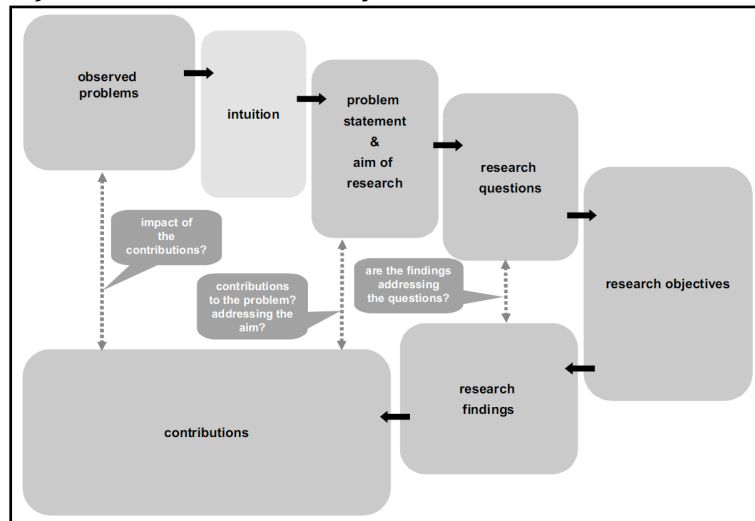 observed
problems
intuition
problem
statement
&
aim of
research
research
questions
research objectives
impact of
the
contributions?
contributions
to the problem?
addressing the
aim?
are the findings
addressing
the questions?
research
findings
contributions